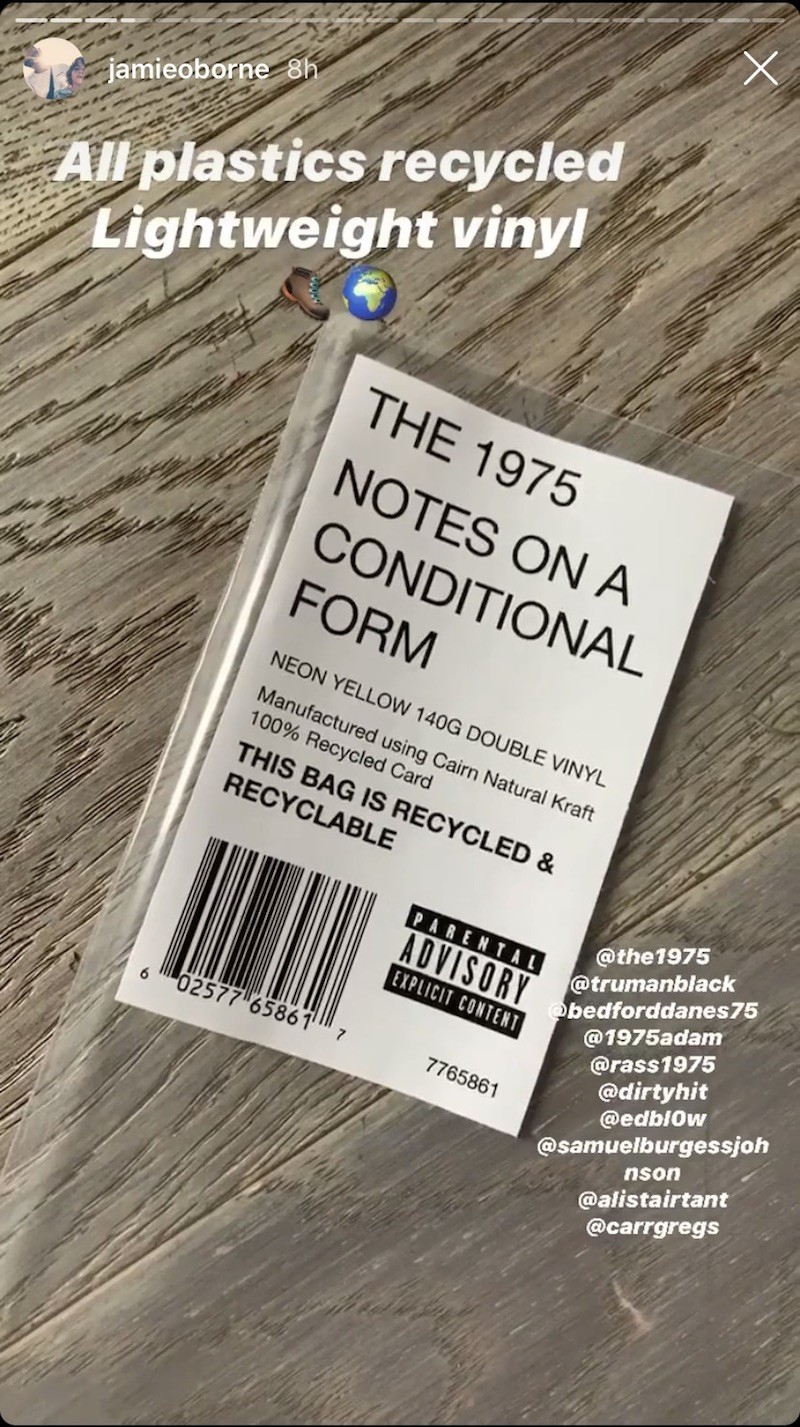 jamieoborne 8h
All plastics recycled
Lightweight vinyl
THE 1975
NOTES ON A
CONDITIONAL
FORM
NEON YELLOW 140G DOUBLE VINYL
Manufactured using Cairn Natural Kraft
100% Recycled Card
THIS BAG IS RECYCLED &
RECYCLABLE
6 02577 65861 7
PARENTAL
ADVISORY
EXPLICIT CONTENT
7765861
@the1975
@trumanblack
@bedforddanes75
@1975adam
@rass1975
@dirtyhit
@edbl0w
@samuelburgessjoh
nson
@alistairtant
@carrgregs